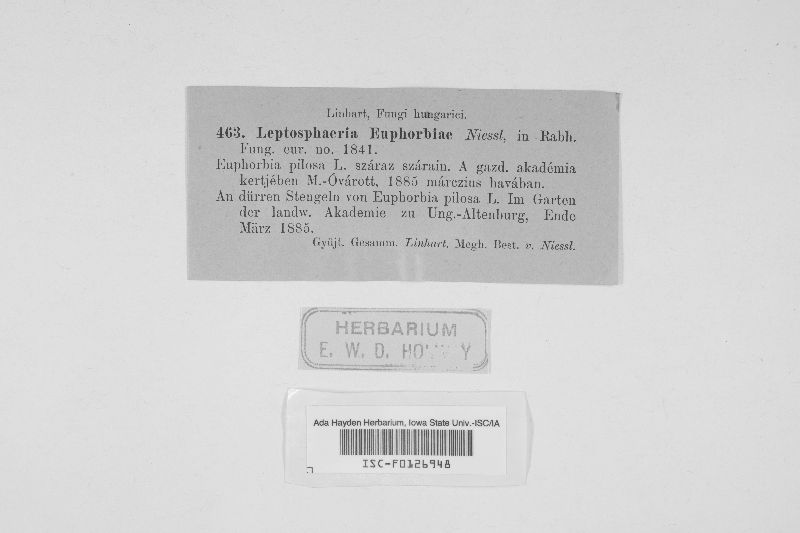 Linhart, Fungi hungarici.
463. Leptosphaeria Euphorbiae Niessl, in Rabh.
Fung. eur. no. 1841.
Euphorbia pilosa L. száraz szárain. A gazd. akadémia
kertjében M.-Óvárott, 1885 márczius havában.
An dürren Stengeln von Euphorbia pilosa L. Im Garten
der landw. Akademie zu Ung.-Altenburg, Ende
März 1885.
Gyűjt. Gesamm. Linhart. Megh. Best. v. Niessl.
HERBARIUM
E. W. D.
Ada Hayden Herbarium, Iowa State Univ.-ISC/IA
ISC-F0126948